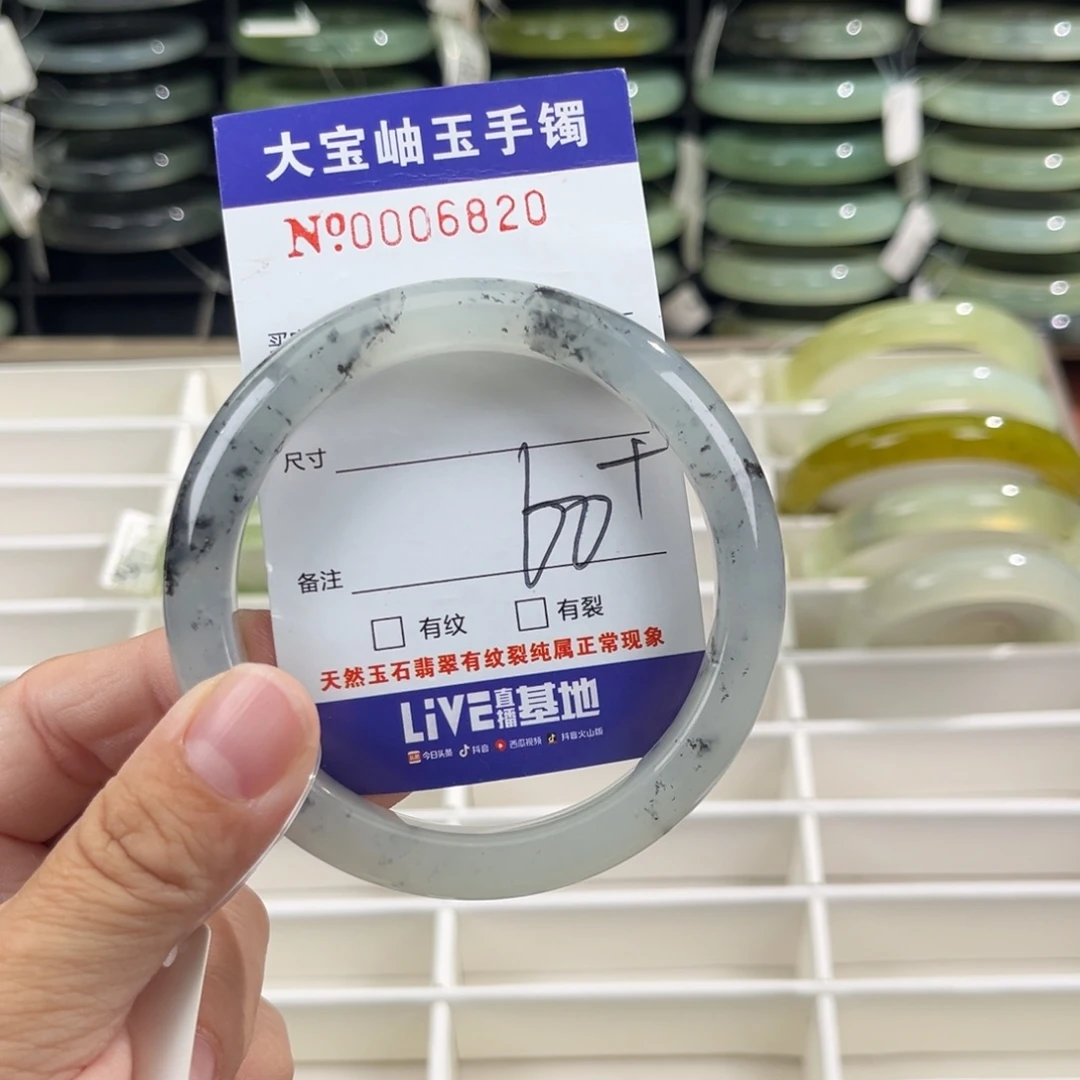 大宝岫玉手镯
Nº:0006820
尺寸
备注
□ 有纹 □ 有裂
天然玉石翡翠有纹裂纯属正常现象
LiVE直播基地
今日头条 抖音 西瓜视频 抖音火山版